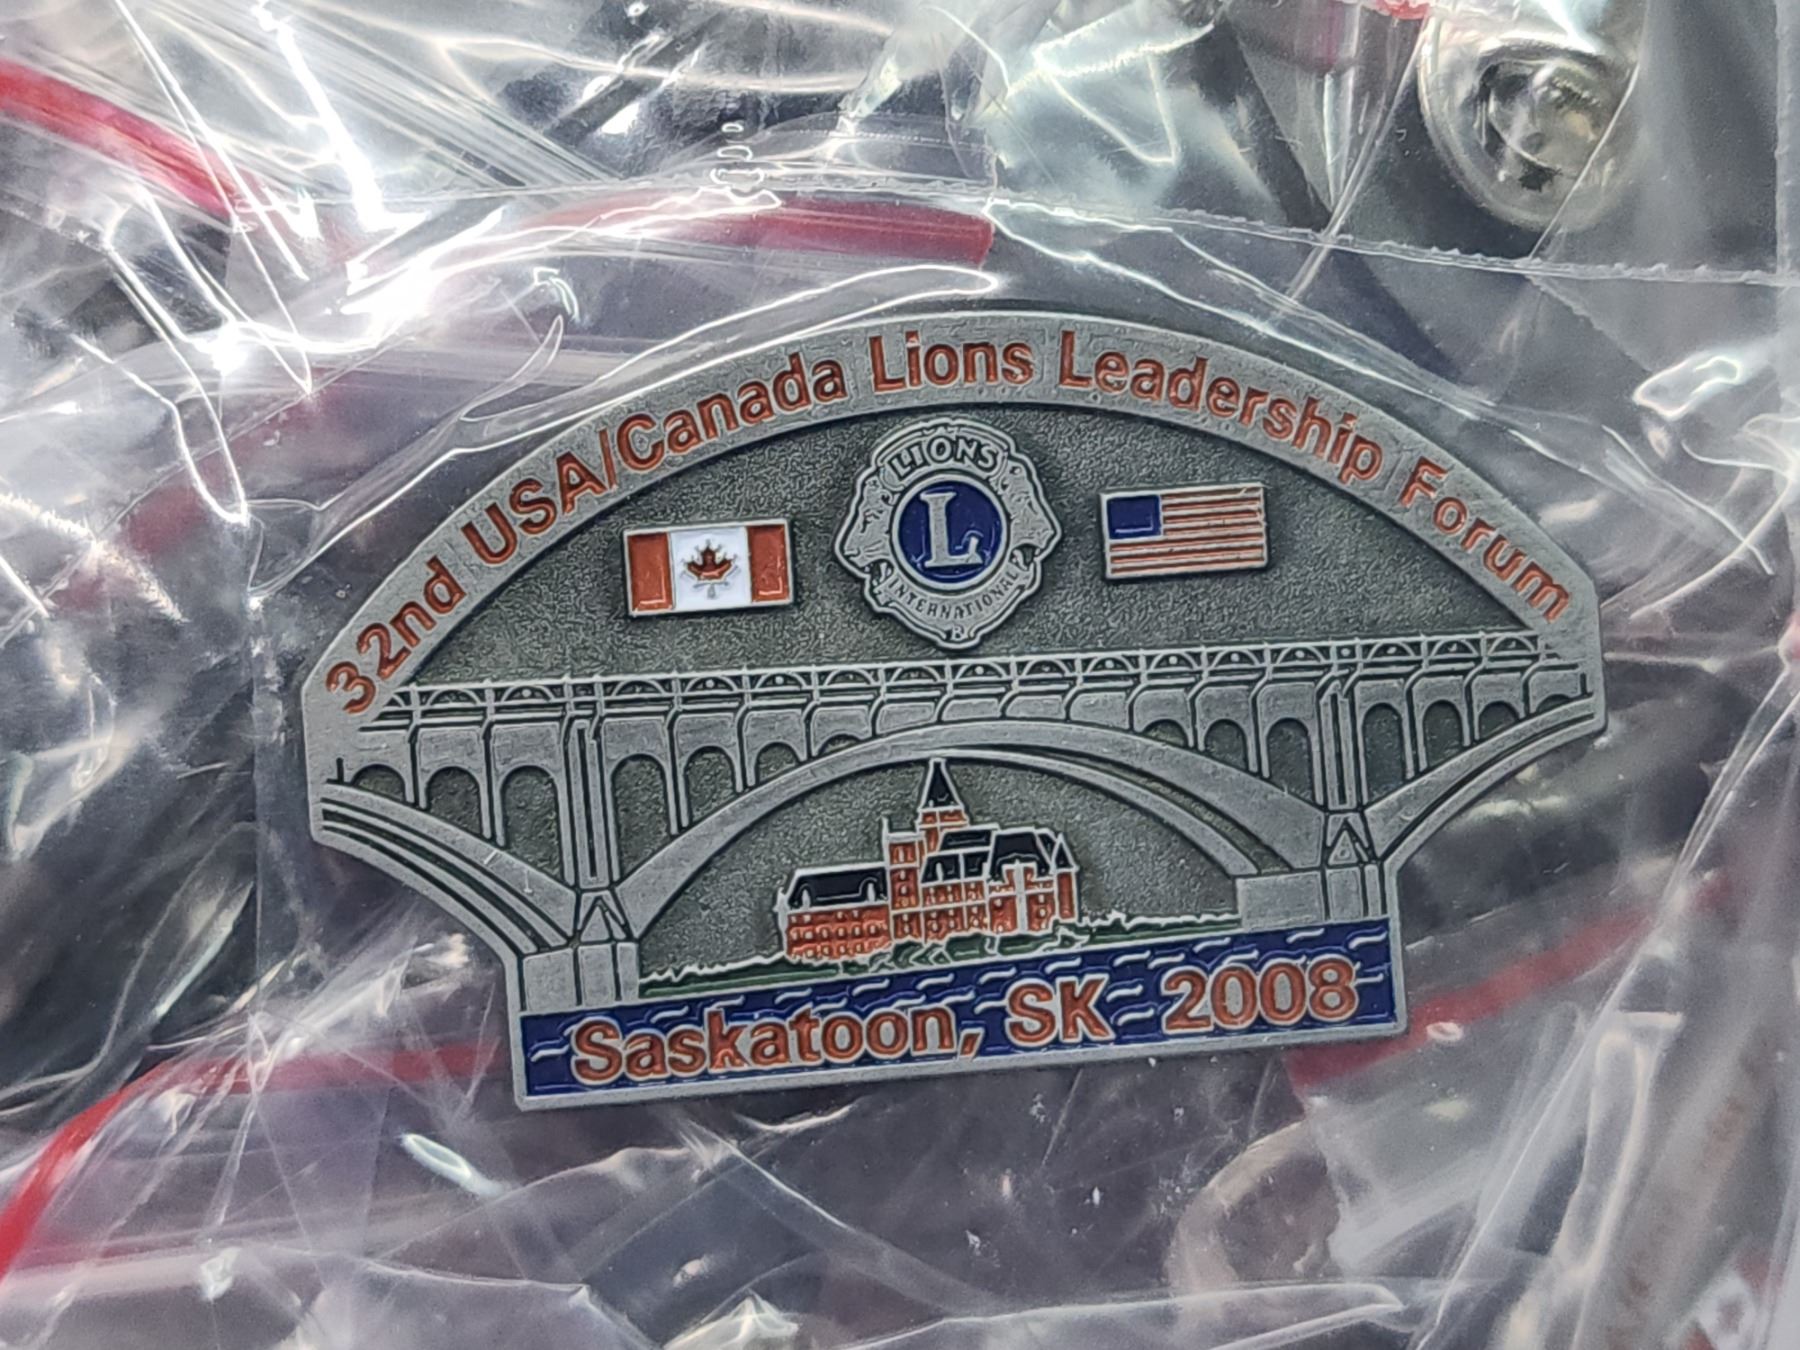 32nd USA/Canada Lions Leadership Forum
LIONS
L
INTERNATIONAL
Saskatoon, SK 2008